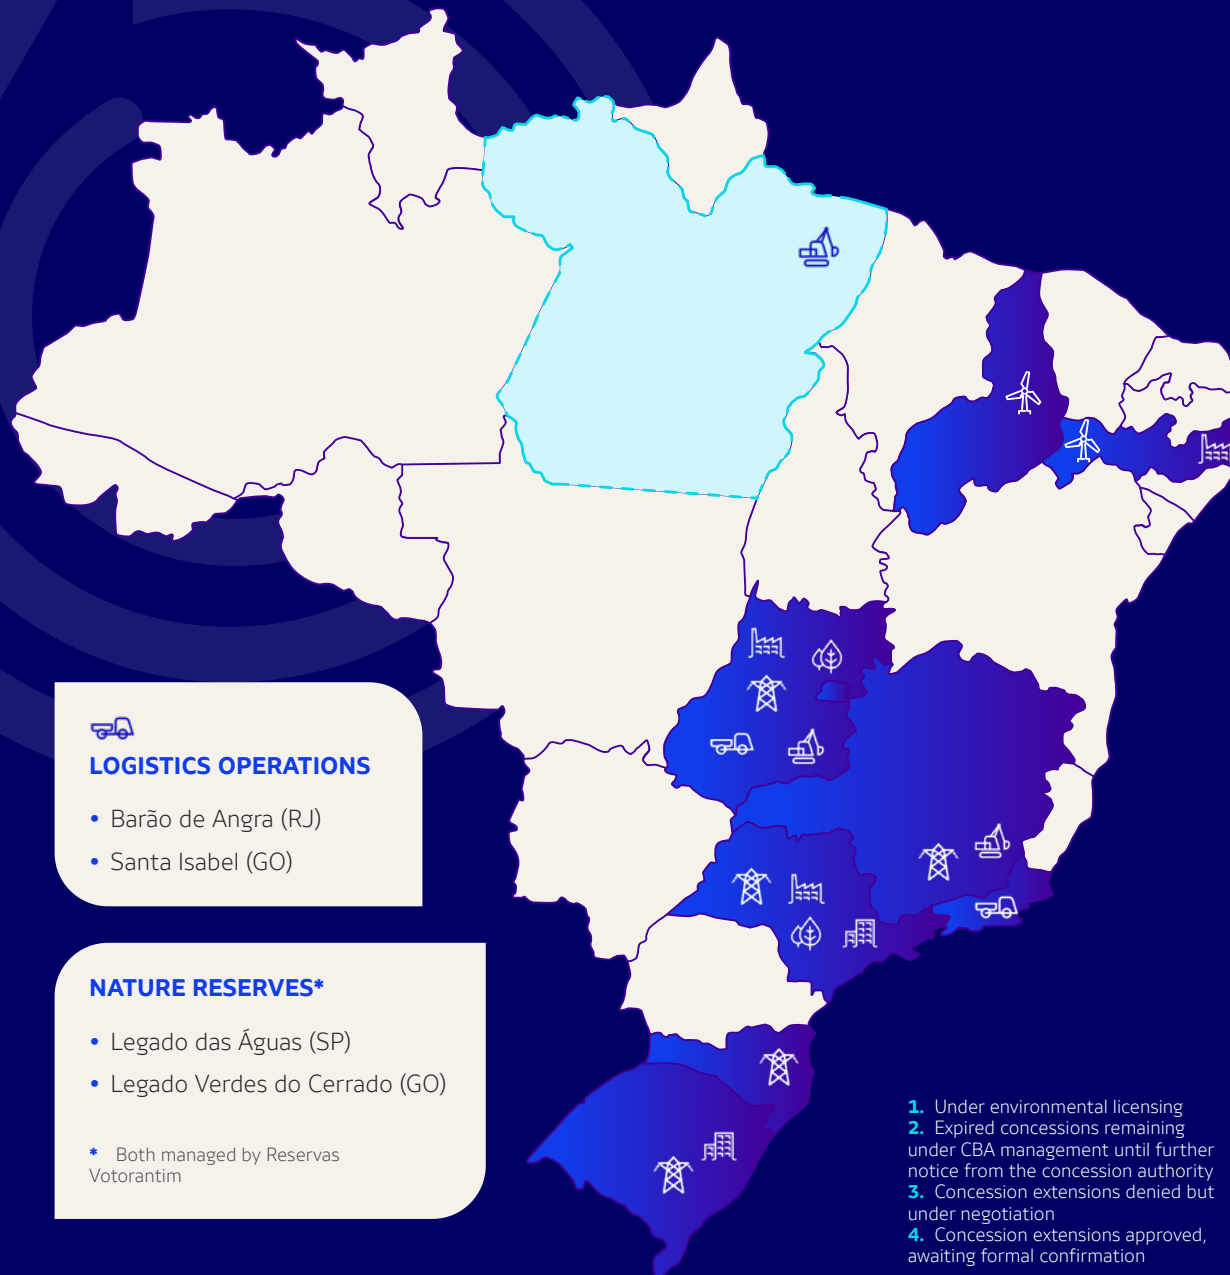 LOGISTICS OPERATIONS
• Barão de Angra (RJ)
• Santa Isabel (GO)
NATURE RESERVES*
• Legado das Águas (SP)
• Legado Verdes do Cerrado (GO)
* Both managed by Reservas
Votorantim
1. Under environmental licensing
2. Expired concessions remaining
under CBA management until further
notice from the concession authority
3. Concession extensions denied but
under negotiation
4. Concession extensions approved,
awaiting formal confirmation